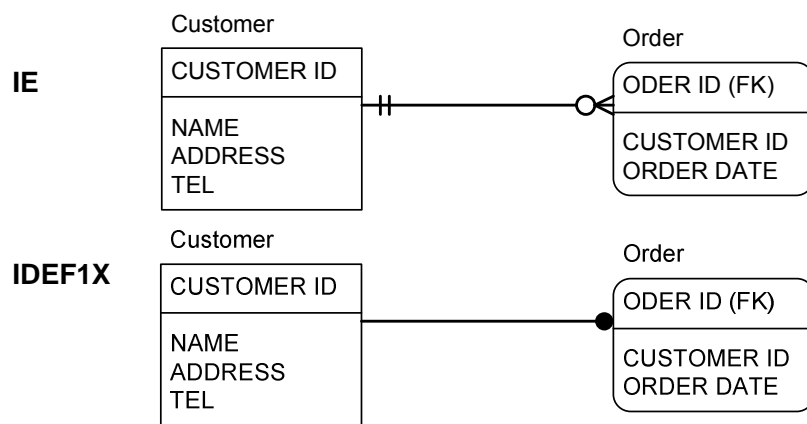 Customer
Order
IE
CUSTOMER ID
NAME
ADDRESS
TEL
ODER ID (FK)
CUSTOMER ID
ORDER DATE
Customer
Order
IDEF1X
CUSTOMER ID
NAME
ADDRESS
TEL
ODER ID (FK)
CUSTOMER ID
ORDER DATE